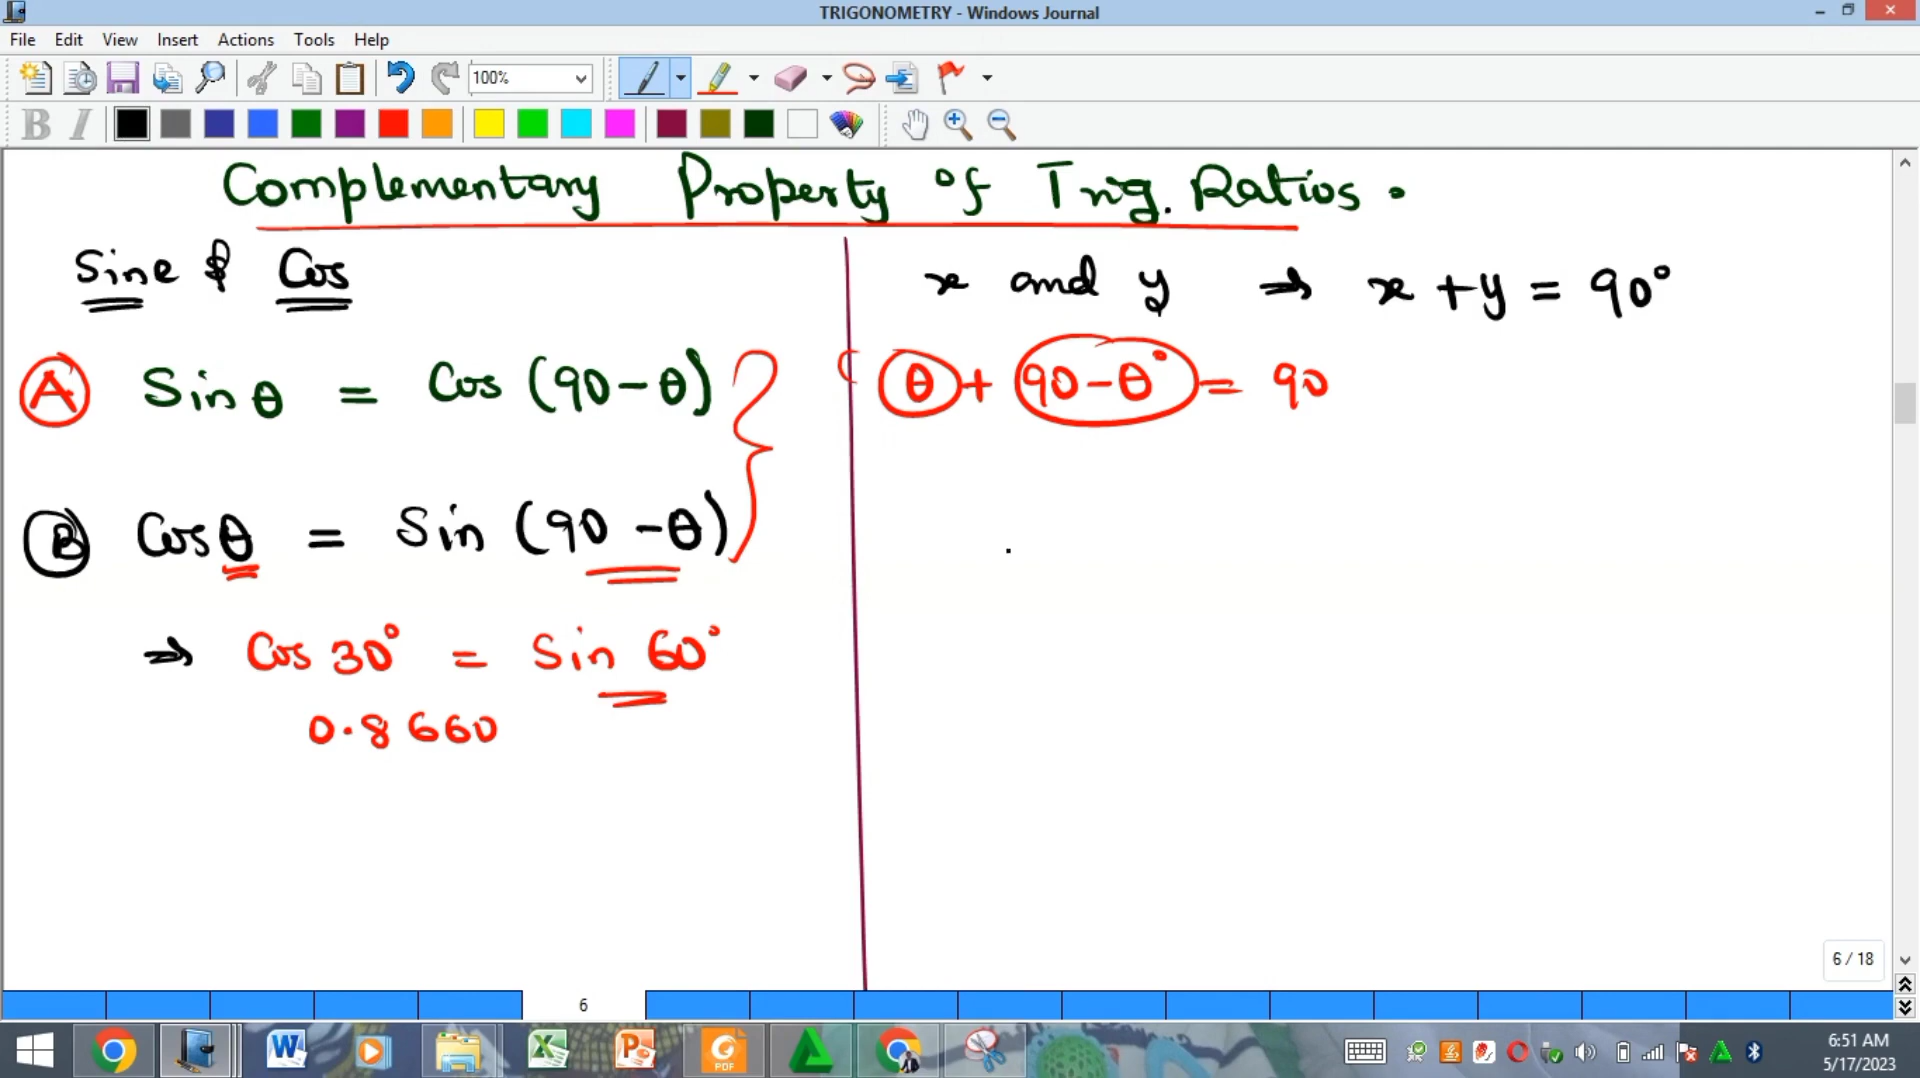 TRIGONOMETRY - Windows Journal
File Edit View Insert Actions Tools Help
100%
B I
Complementary Property of Trig. Ratios.
Sine & Cos
A Sin θ = Cos (90 - θ)
B Cos θ = Sin (90 - θ)
⇒ Cos 30° = Sin 60°
0.8660
x and y ⇒ x + y = 90°
θ + 90 - θ° = 90
6 / 18
6
PDF
6:51 AM
5/17/2023